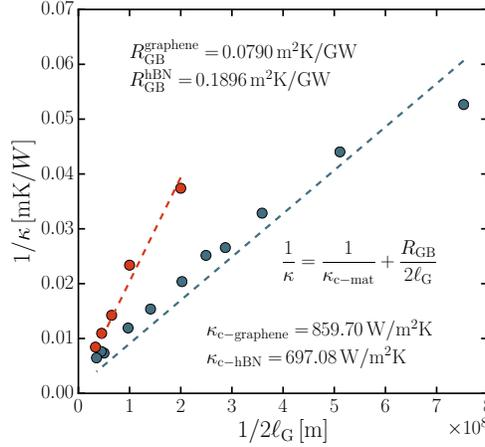 0.07
0.06
0.05
0.04
0.03
0.02
0.01
0.00
1/κ [mK/W]
R_GB^graphene = 0.0790 m²K/GW
R_GB^hBN = 0.1896 m²K/GW
1/κ = 1/κ_c−mat + R_GB/2ℓ_G
κ_c−graphene = 859.70 W/m²K
κ_c−hBN = 697.08 W/m²K
0 1 2 3 4 5 6 7 8
1/2ℓ_G [m]
×10⁸